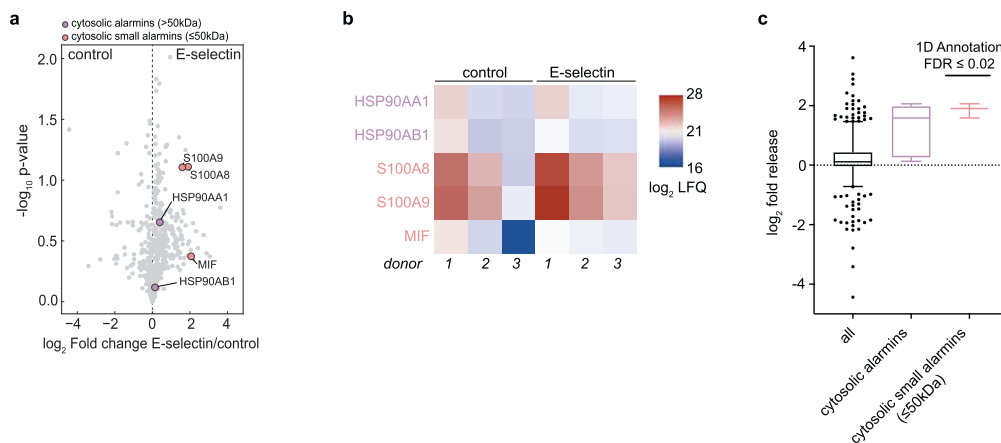 a
cytosolic alarmins (>50kDa)
cytosolic small alarmins (≤50kDa)
control
E-selectin
2.0
1.5
1.0
0.5
0.0
-log10 p-value
S100A9
S100A8
HSP90AA1
MIF
HSP90AB1
−4
−2
0
2
4
log2 Fold change E-selectin/control
b
control
E-selectin
HSP90AA1
HSP90AB1
S100A8
S100A9
MIF
donor
1
2
3
1
2
3
28
21
16
log2 LFQ
c
1D Annotation
FDR ≤ 0.02
4
2
0
-2
-4
log2 fold release
all
cytosolic alarmins
cytosolic small alarmins
(≤50kDa)